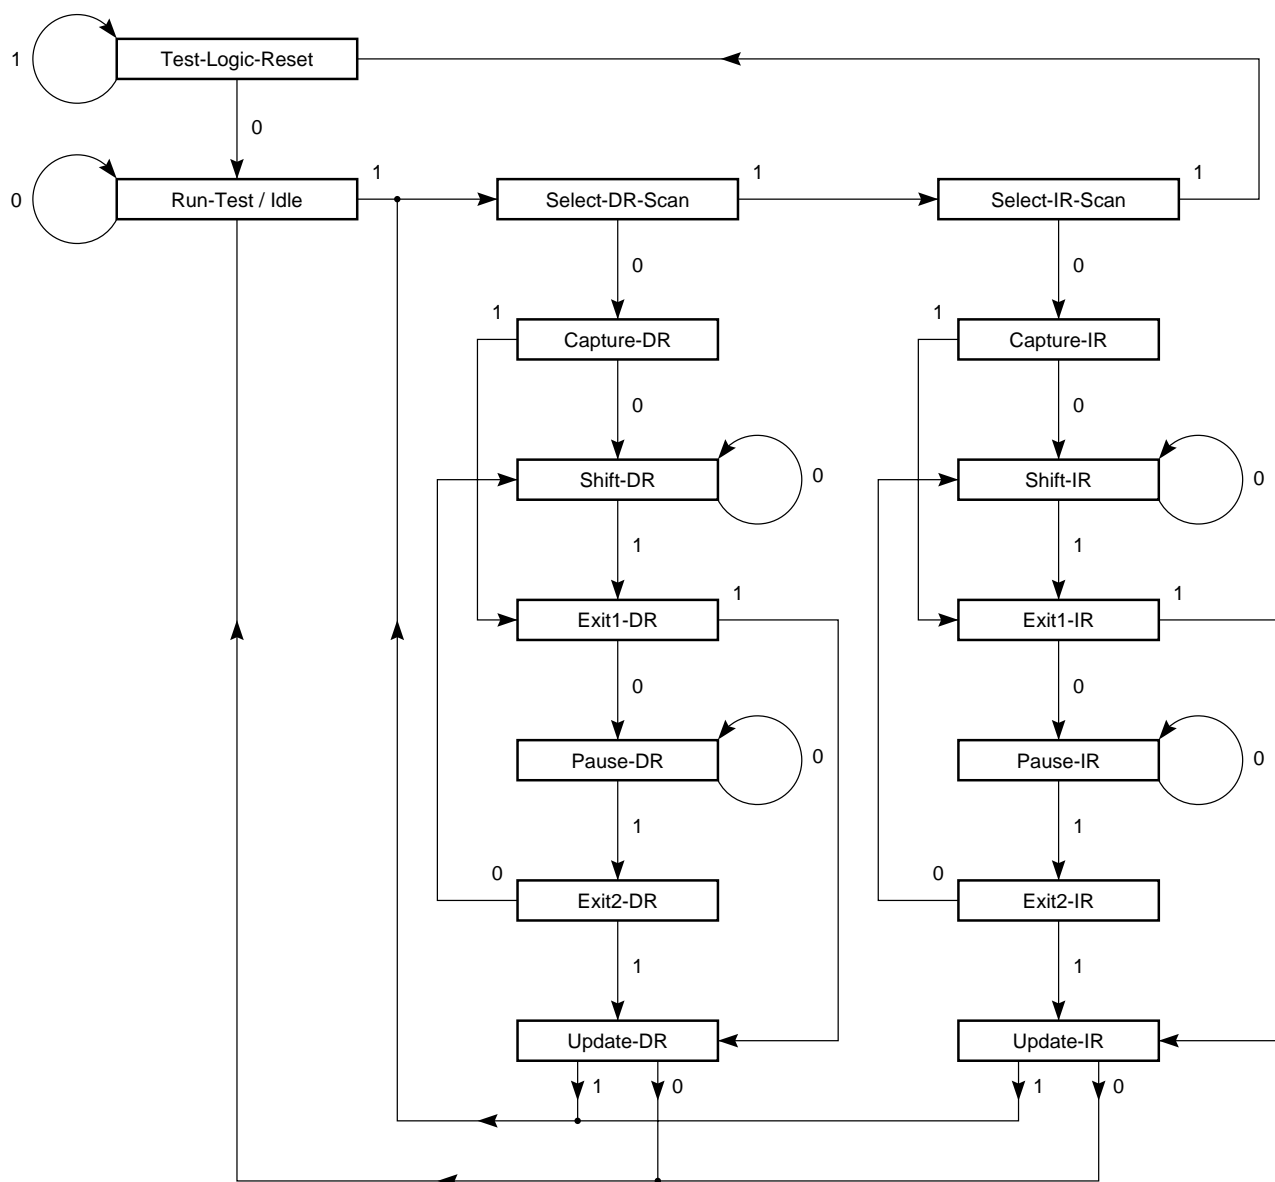 1
Test-Logic-Reset
0
0
Run-Test / Idle
1
Select-DR-Scan
1
Select-IR-Scan
1
0
0
1
Capture-DR
1
Capture-IR
0
0
Shift-DR
0
Shift-IR
0
1
1
Exit1-DR
1
Exit1-IR
1
0
0
Pause-DR
0
Pause-IR
0
1
1
0
Exit2-DR
0
Exit2-IR
1
1
Update-DR
Update-IR
1
0
1
0